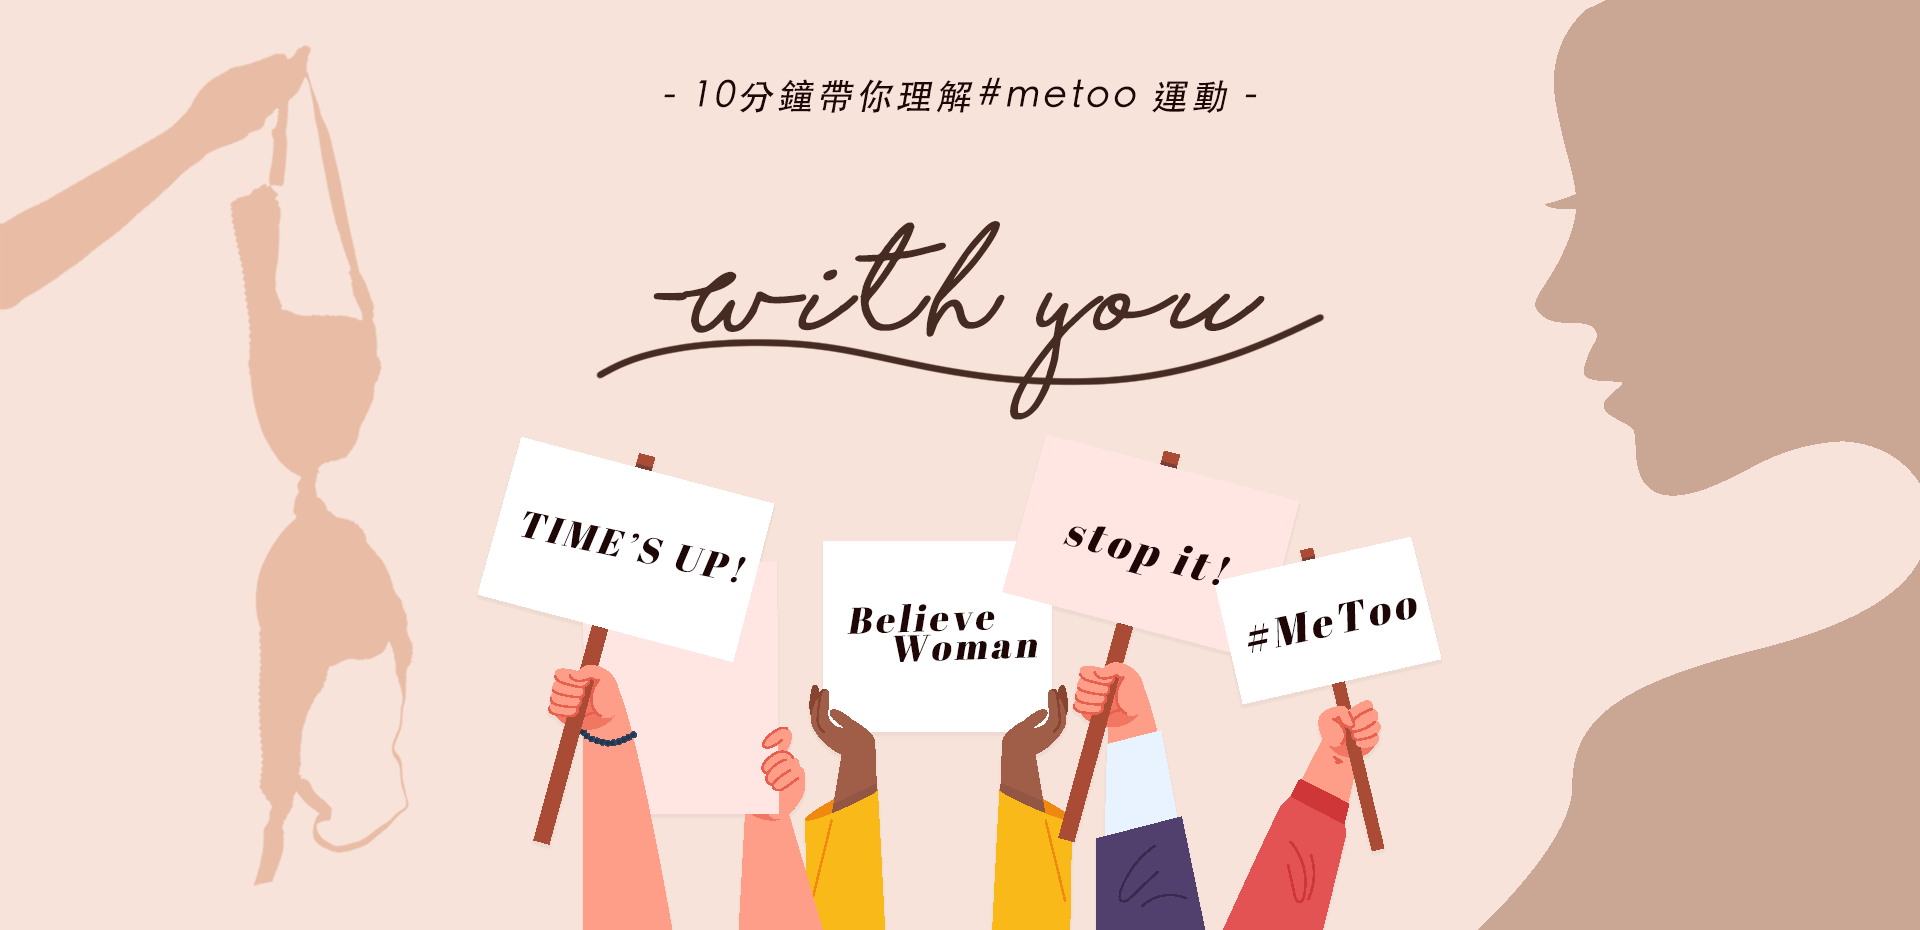 - 10分鐘帶你理解#metoo 運動 -
with you
TIME'S UP!
Believe
Woman
stop it!
#MeToo